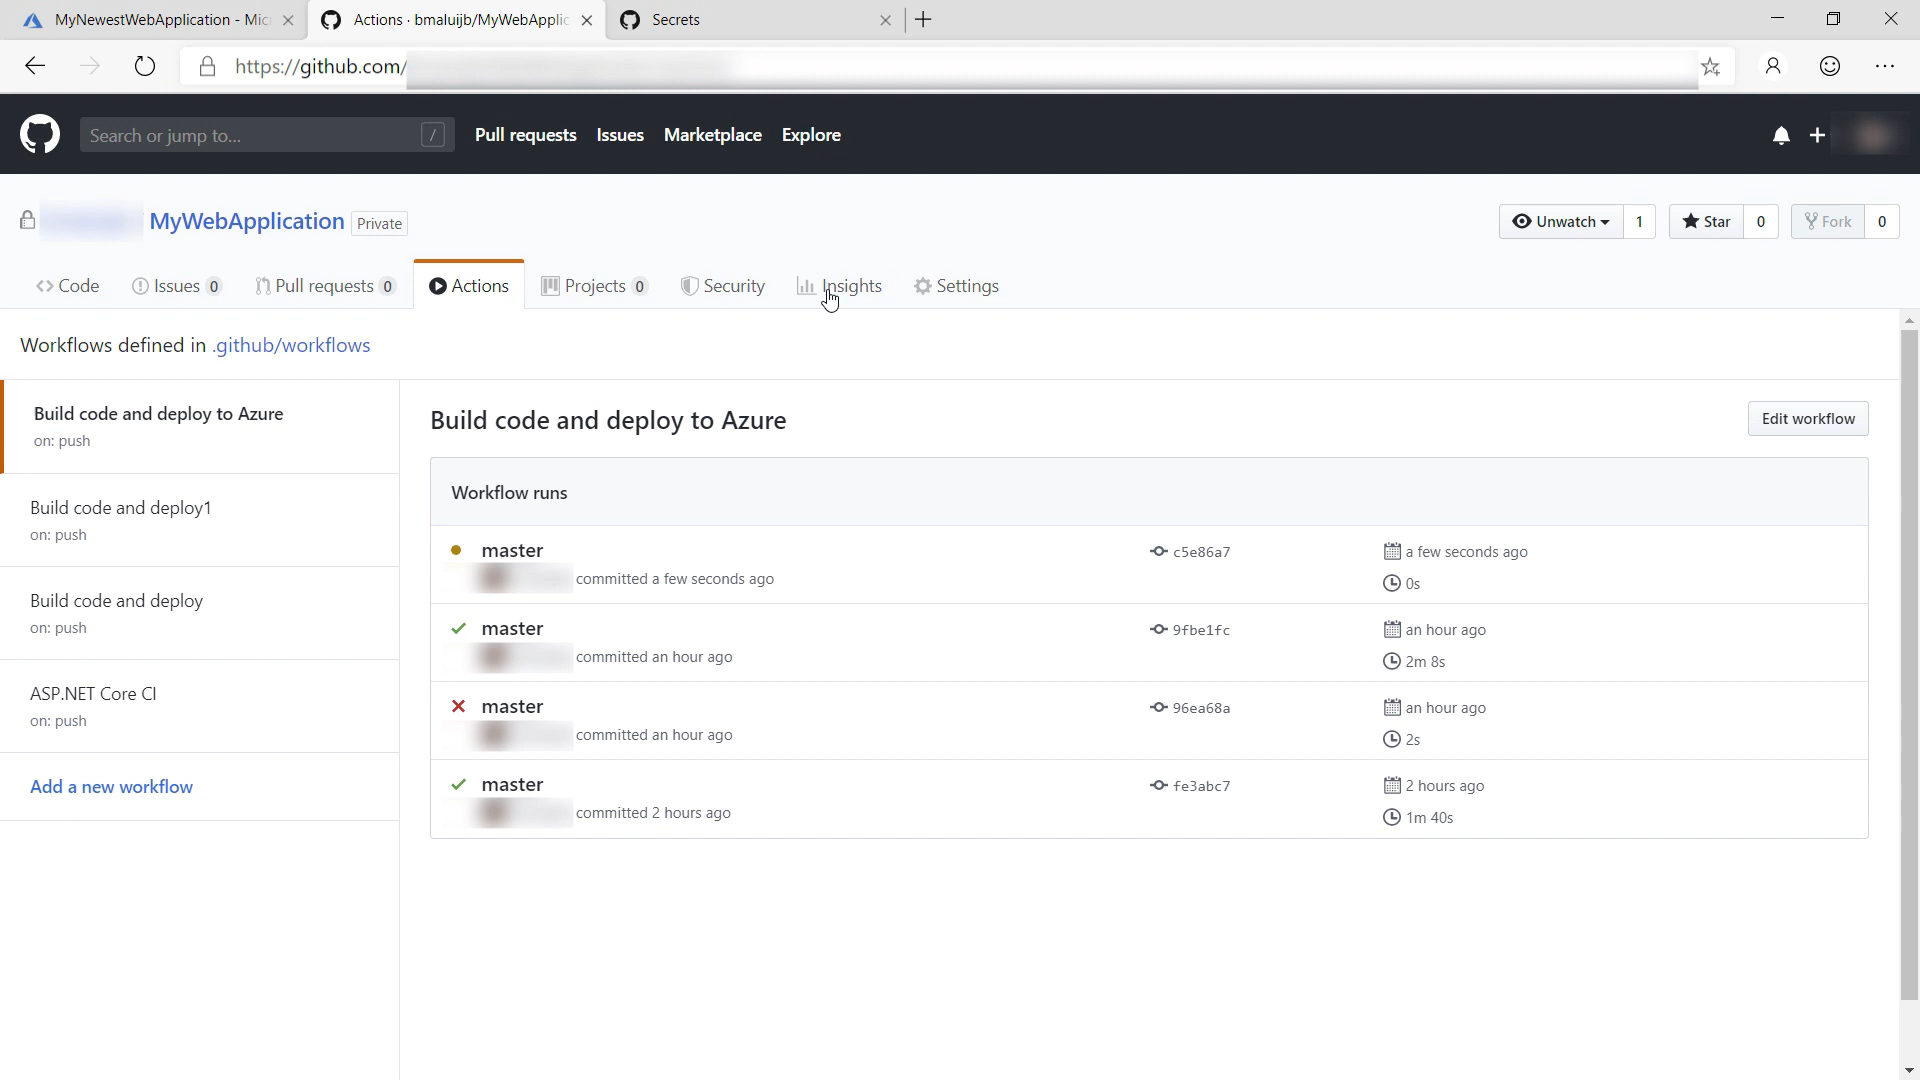 MyNewestWebApplication - Mic
Actions · bmaluijb/MyWebApplic
Secrets
https://github.com/
Search or jump to...
/
Pull requests
Issues
Marketplace
Explore
MyWebApplication
Private
Unwatch
1
Star
0
Fork
0
Code
Issues 0
Pull requests 0
Actions
Projects 0
Security
Insights
Settings
Workflows defined in .github/workflows
Build code and deploy to Azure
on: push
Build code and deploy1
on: push
Build code and deploy
on: push
ASP.NET Core CI
on: push
Add a new workflow
Build code and deploy to Azure
Edit workflow
Workflow runs
master
c5e86a7
a few seconds ago
committed a few seconds ago
0s
master
9fbe1fc
an hour ago
committed an hour ago
2m 8s
master
96ea68a
an hour ago
committed an hour ago
2s
master
fe3abc7
2 hours ago
committed 2 hours ago
1m 40s